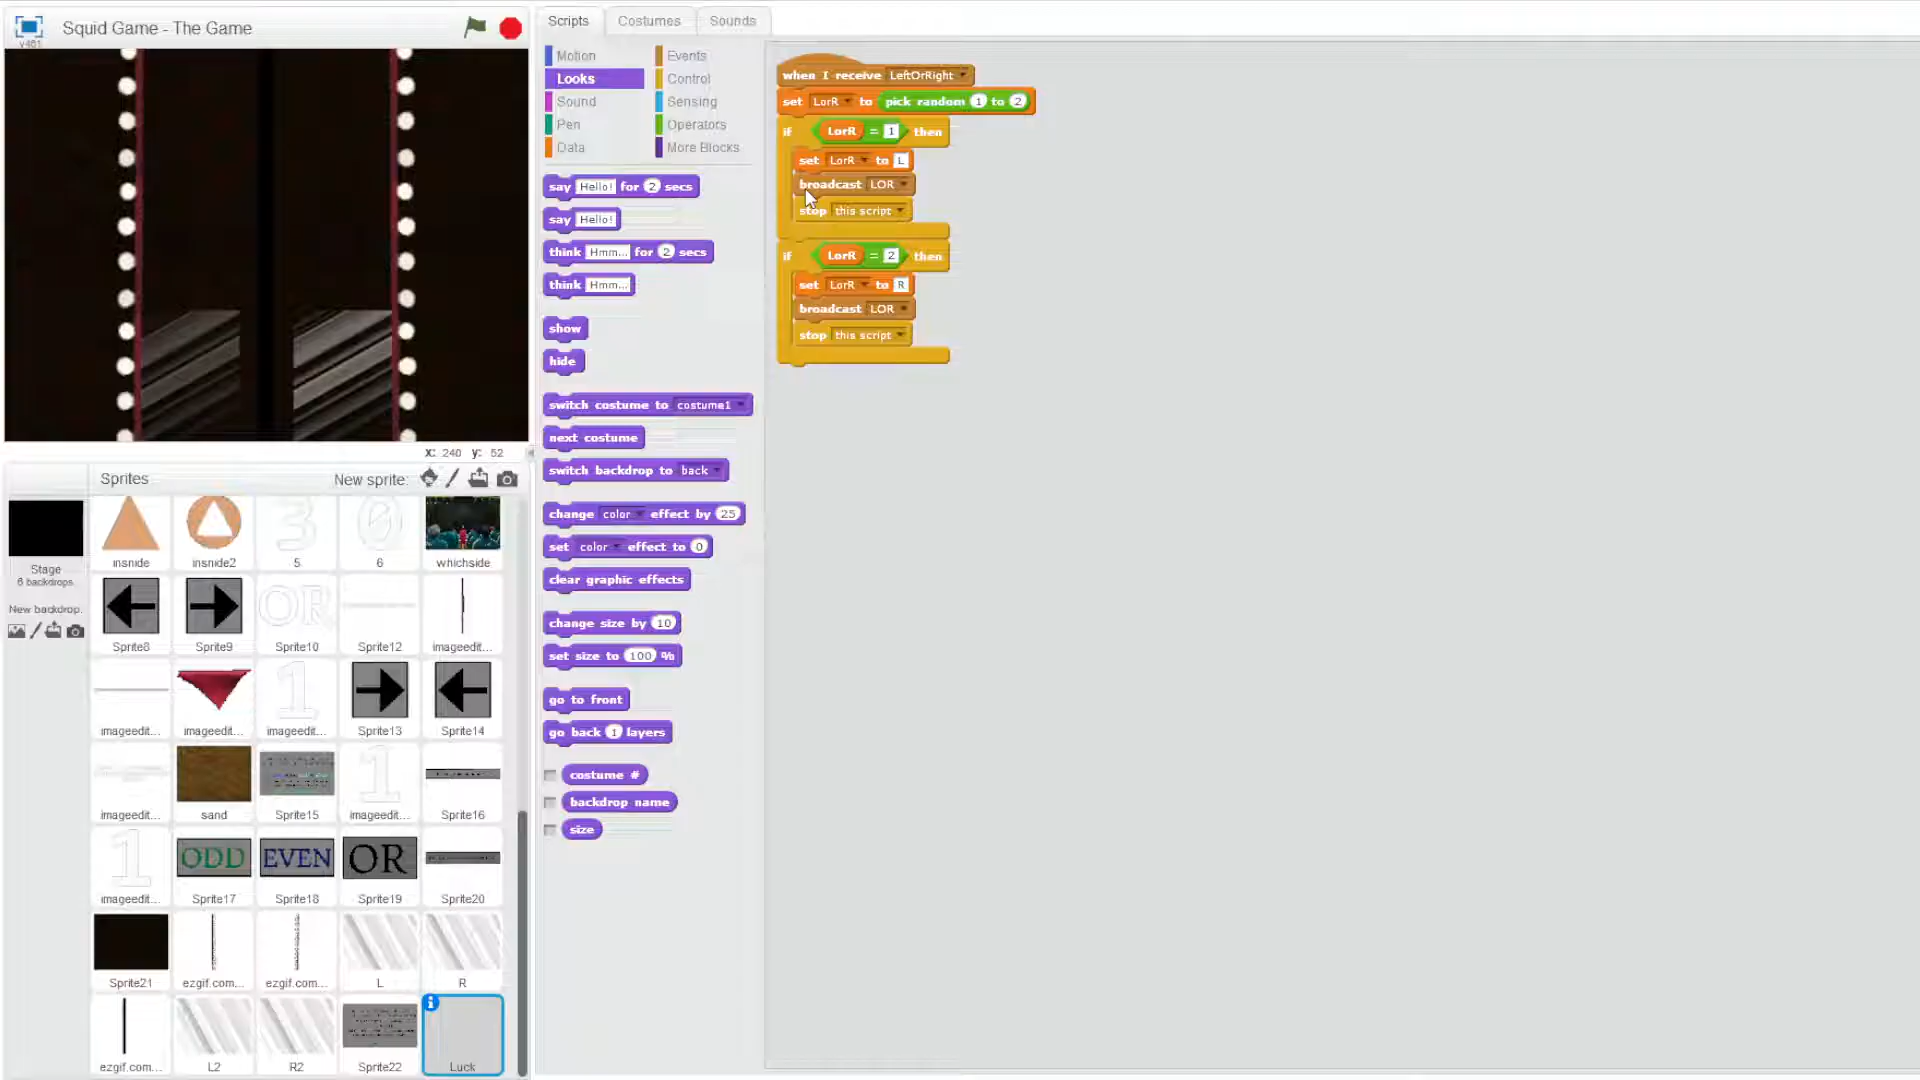 Squid Game - The Game
v461
x: 240 y: 52
Sprites
New sprite:
Stage
6 backdrops.
New backdrop.
insnide
insnide2
3
5
0
6
whichside
Sprite8
Sprite9
OR
Sprite10
Sprite12
imageedit...
imageedit...
imageedit...
1
imageedit...
Sprite13
Sprite14
imageedit...
sand
Sprite15
1
imageedit...
Sprite16
1
imageedit...
ODD
Sprite17
EVEN
Sprite18
OR
Sprite19
Sprite20
Sprite21
ezgif.com...
ezgif.com...
L
R
ezgif.com...
L2
R2
Sprite22
i
Luck
Scripts
Costumes
Sounds
Motion
Looks
Sound
Pen
Data
Events
Control
Sensing
Operators
More Blocks
say Hello! for 2 secs
say Hello!
think Hmm... for 2 secs
think Hmm...
show
hide
switch costume to costume1
next costume
switch backdrop to back
change color effect by 25
set color effect to 0
clear graphic effects
change size by 10
set size to 100 %
go to front
go back 1 layers
costume #
backdrop name
size
when I receive LeftOrRight
set LorR to pick random 1 to 2
if LorR = 1 then
set LorR to L
broadcast LOR
stop this script
if LorR = 2 then
set LorR to R
broadcast LOR
stop this script